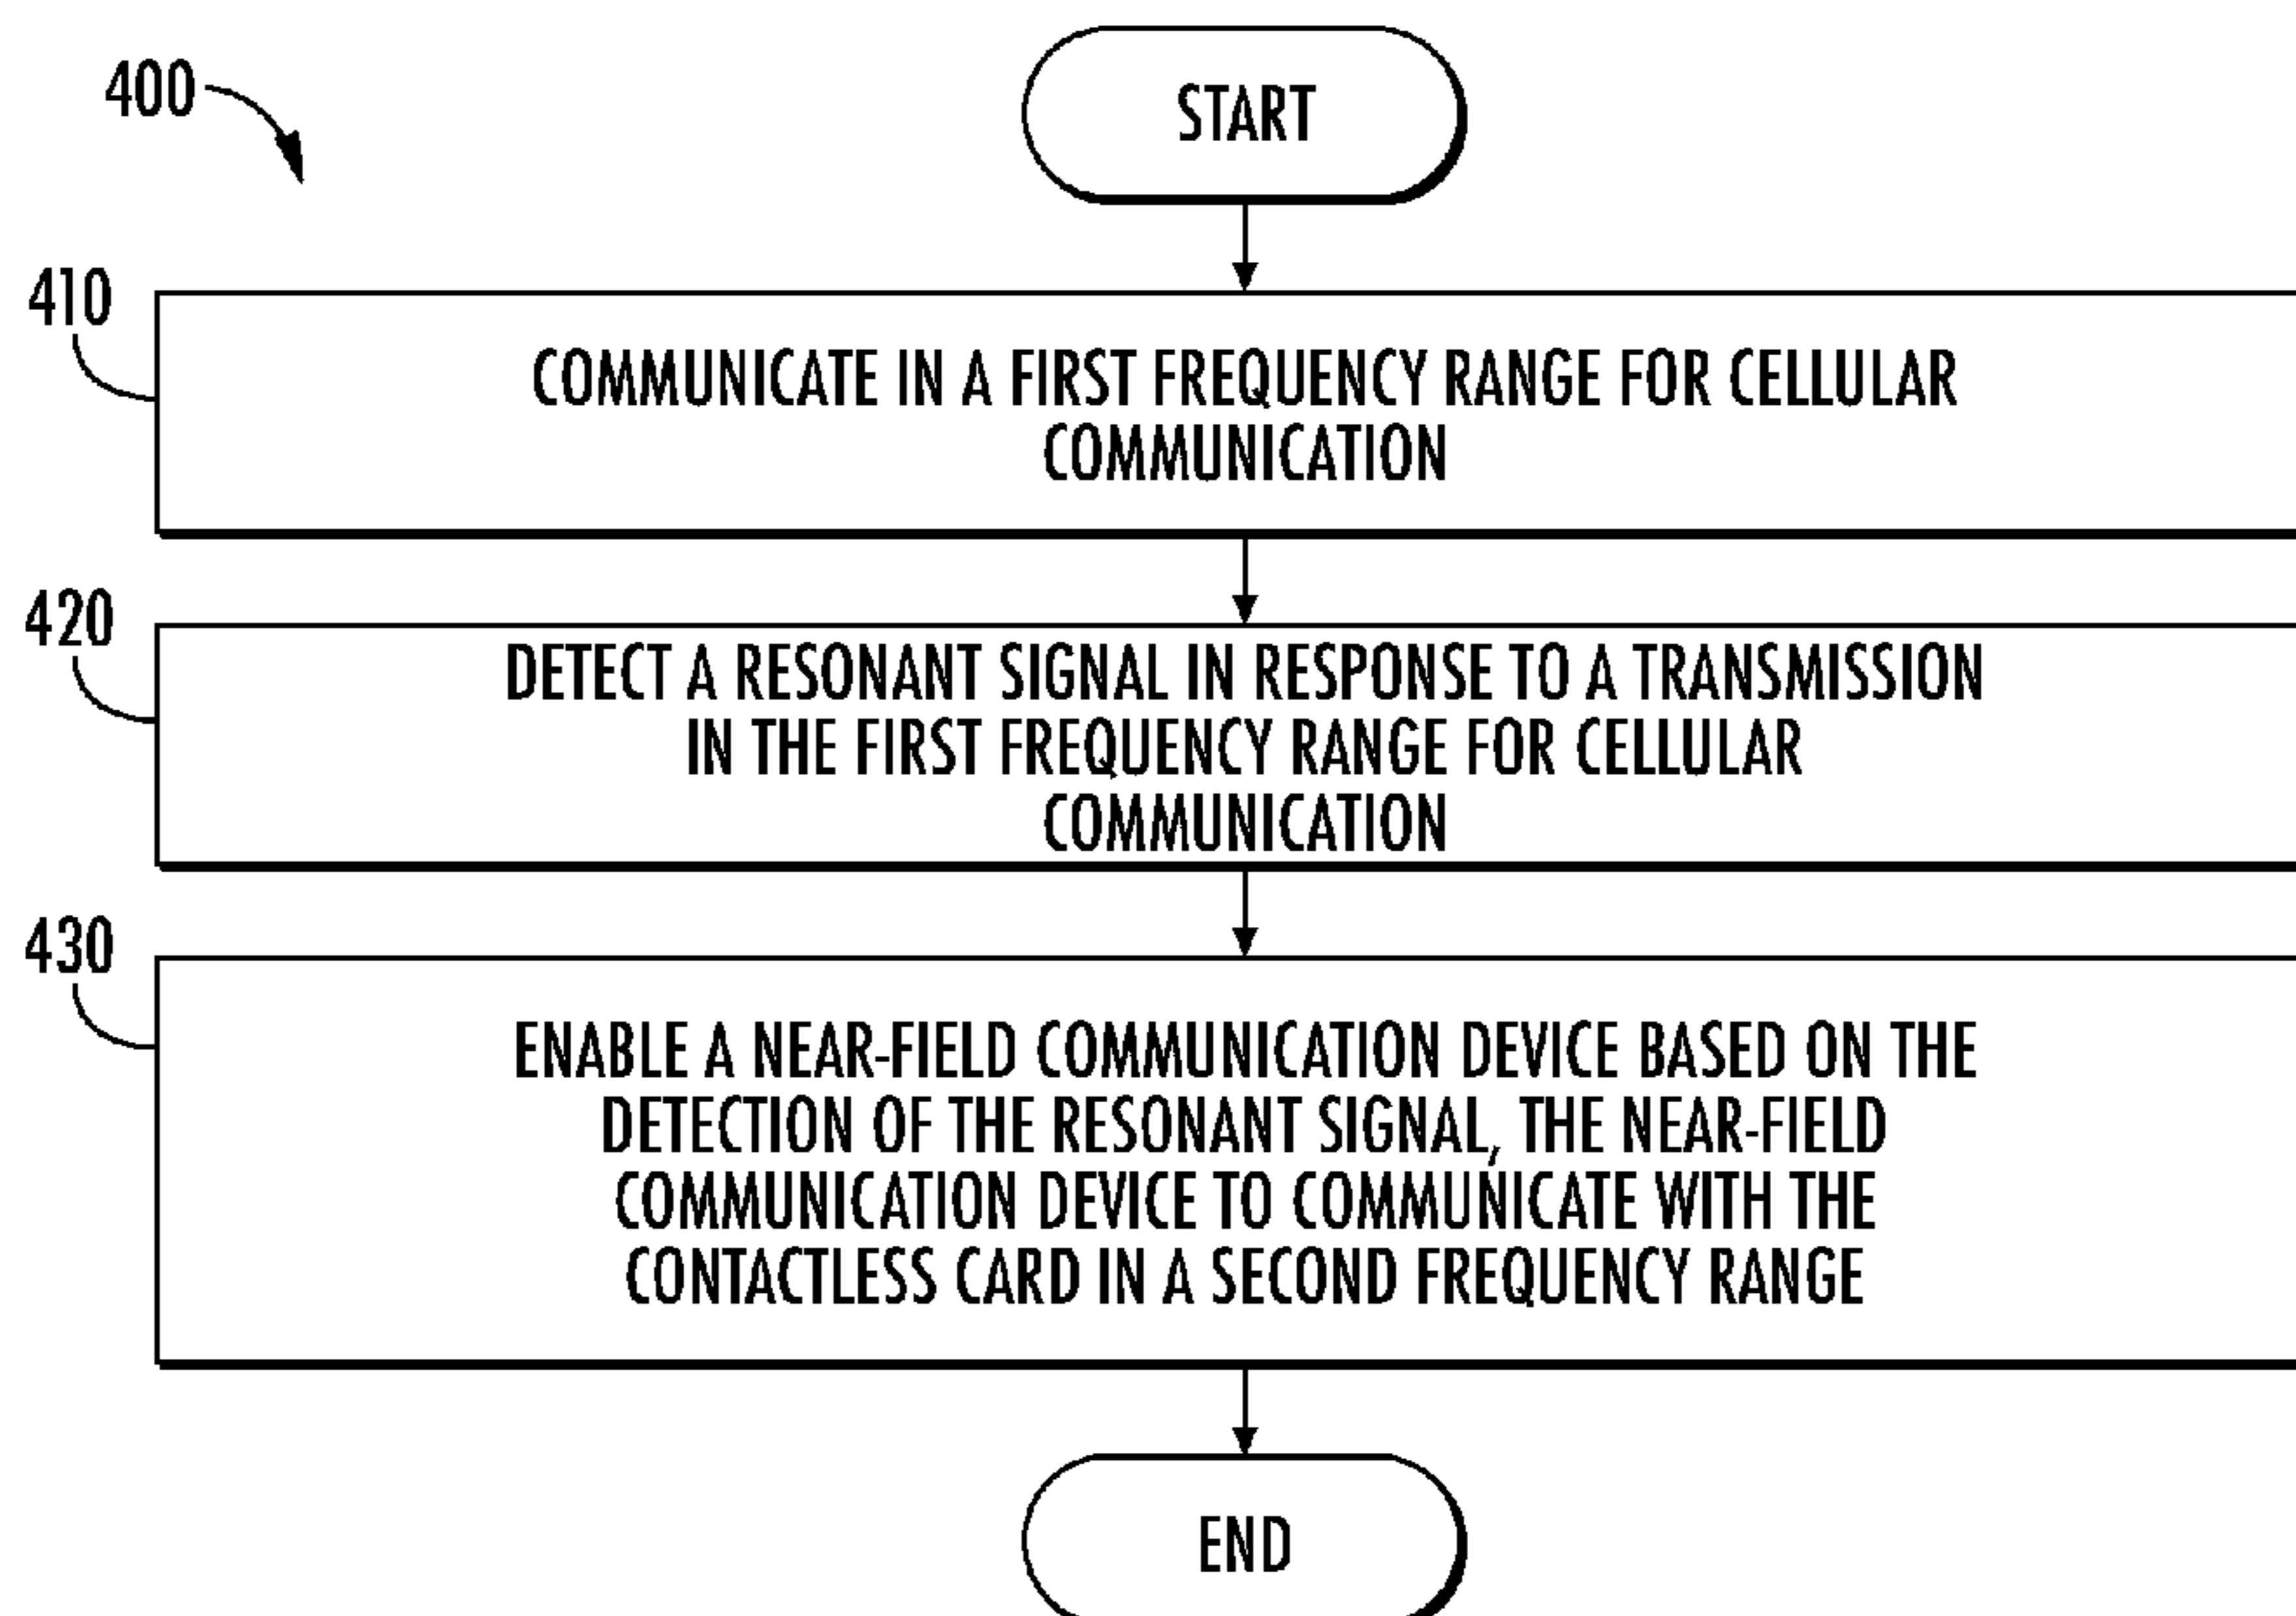 400
START
410
COMMUNICATE IN A FIRST FREQUENCY RANGE FOR CELLULAR
COMMUNICATION
420
DETECT A RESONANT SIGNAL IN RESPONSE TO A TRANSMISSION
IN THE FIRST FREQUENCY RANGE FOR CELLULAR
COMMUNICATION
430
ENABLE A NEAR-FIELD COMMUNICATION DEVICE BASED ON THE
DETECTION OF THE RESONANT SIGNAL, THE NEAR-FIELD
COMMUNICATION DEVICE TO COMMUNICATE WITH THE
CONTACTLESS CARD IN A SECOND FREQUENCY RANGE
END